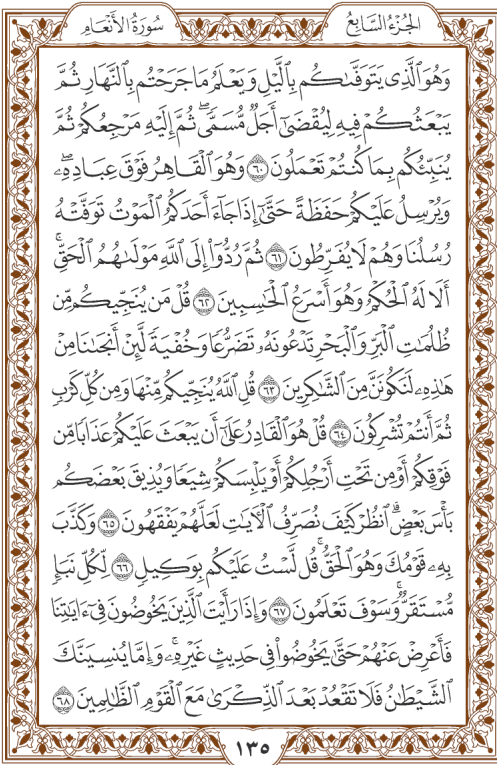 الجُزءُ السَّابِعُ
سُورَةُ الأَنْعَامِ
وَهُوَ ٱلَّذِى يَتَوَفَّىٰكُم بِٱلَّيْلِ وَيَعْلَمُ مَا جَرَحْتُم بِٱلنَّهَارِ ثُمَّ
يَبْعَثُكُمْ فِيهِ لِيُقْضَىٰٓ أَجَلٌ مُّسَمًّى ۖ ثُمَّ إِلَيْهِ مَرْجِعُكُمْ ثُمَّ
يُنَبِّئُكُم بِمَا كُنتُمْ تَعْمَلُونَ ٦٠ وَهُوَ ٱلْقَاهِرُ فَوْقَ عِبَادِهِۦ ۖ
وَيُرْسِلُ عَلَيْكُمْ حَفَظَةً حَتَّىٰٓ إِذَا جَآءَ أَحَدَكُمُ ٱلْمَوْتُ تَوَفَّتْهُ
رُسُلُنَا وَهُمْ لَا يُفَرِّطُونَ ٦١ ثُمَّ رُدُّوٓا۟ إِلَى ٱللَّهِ مَوْلَىٰهُمُ ٱلْحَقِّ ۚ
أَلَا لَهُ ٱلْحُكْمُ وَهُوَ أَسْرَعُ ٱلْحَٰسِبِينَ ٦٢ قُلْ مَن يُنَجِّيكُم مِّن
ظُلُمَٰتِ ٱلْبَرِّ وَٱلْبَحْرِ تَدْعُونَهُۥ تَضَرُّعًا وَخُفْيَةً لَّئِنْ أَنجَىٰنَا مِنْ
هَٰذِهِۦ لَنَكُونَنَّ مِنَ ٱلشَّٰكِرِينَ ٦٣ قُلِ ٱللَّهُ يُنَجِّيكُم مِّنْهَا وَمِن كُلِّ كَرْبٍ
ثُمَّ أَنتُمْ تُشْرِكُونَ ٦٤ قُلْ هُوَ ٱلْقَادِرُ عَلَىٰٓ أَن يَبْعَثَ عَلَيْكُمْ عَذَابًا مِّن
فَوْقِكُمْ أَوْ مِن تَحْتِ أَرْجُلِكُمْ أَوْ يَلْبِسَكُمْ شِيَعًا وَيُذِيقَ بَعْضَكُم
بَأْسَ بَعْضٍ ۗ ٱنظُرْ كَيْفَ نُصَرِّفُ ٱلْءَايَٰتِ لَعَلَّهُمْ يَفْقَهُونَ ٦٥ وَكَذَّبَ
بِهِۦ قَوْمُكَ وَهُوَ ٱلْحَقُّ ۚ قُل لَّسْتُ عَلَيْكُم بِوَكِيلٍ ٦٦ لِّكُلِّ نَبَإٍ
مُّسْتَقَرٌّ ۚ وَسَوْفَ تَعْلَمُونَ ٦٧ وَإِذَا رَأَيْتَ ٱلَّذِينَ يَخُوضُونَ فِىٓ ءَايَٰتِنَا
فَأَعْرِضْ عَنْهُمْ حَتَّىٰ يَخُوضُوا۟ فِى حَدِيثٍ غَيْرِهِۦ ۚ وَإِمَّا يُنسِيَنَّكَ
ٱلشَّيْطَٰنُ فَلَا تَقْعُدْ بَعْدَ ٱلذِّكْرَىٰ مَعَ ٱلْقَوْمِ ٱلظَّٰلِمِينَ ٦٨
١٣٥